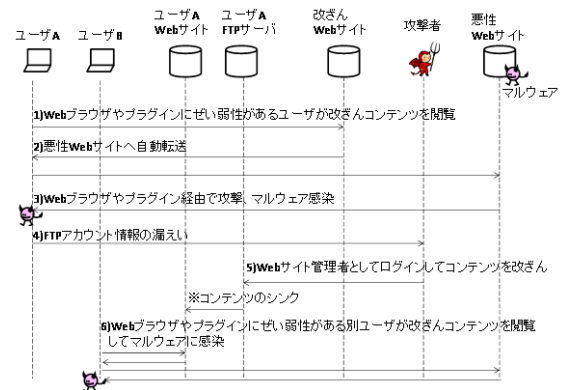 ユーザA
ユーザB
ユーザA
Webサイト
ユーザA
FTPサーバ
改ざん
Webサイト
攻撃者
悪性
Webサイト
マルウェア
1)Webブラウザやプラグインにぜい弱性があるユーザが改ざんコンテンツを閲覧
2)悪性Webサイトへ自動転送
3)Webブラウザやプラグイン経由で攻撃、マルウェア感染
4)FTPアカウント情報の漏えい
5)Webサイト管理者としてログインしてコンテンツを改ざん
※コンテンツのシンク
6)Webブラウザやプラグインにぜい弱性がある別ユーザが改ざんコンテンツを閲覧
してマルウェアに感染